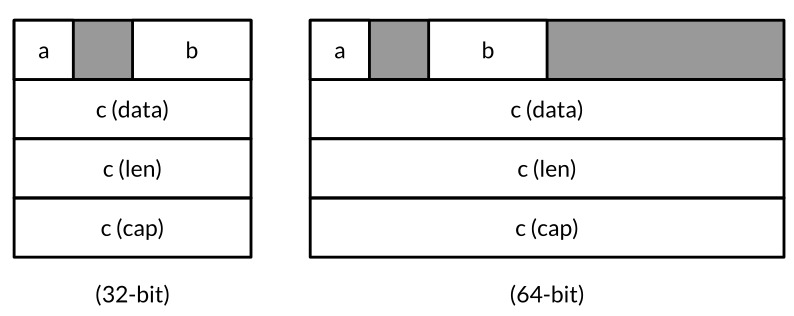 a b a b
c (data) c (data)
c (len) c (len)
c (cap) c (cap)
(32-bit) (64-bit)